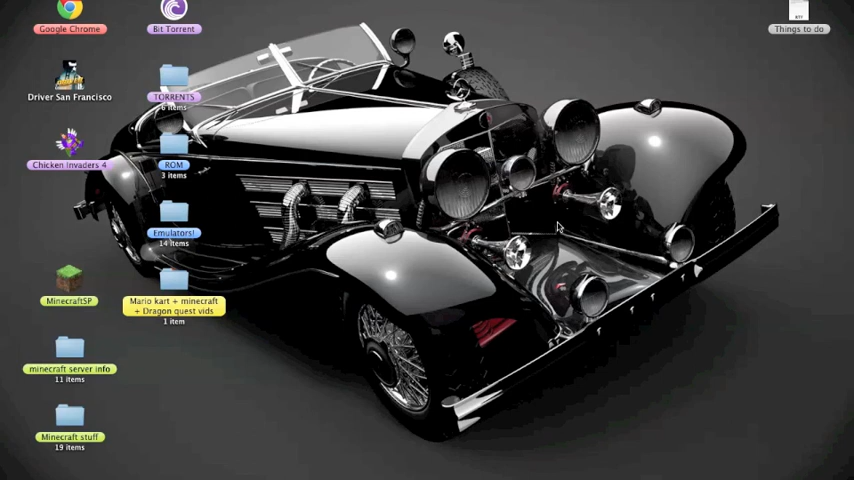 Google Chrome
Bit Torrent
Things to do
Driver San Francisco
TORRENTS
6 items
Chicken Invaders 4
ROM
3 items
Emulators!
14 items
MinecraftSP
Mario kart + minecraft
+ Dragon quest vids
1 item
minecraft server info
11 items
Minecraft stuff
19 items